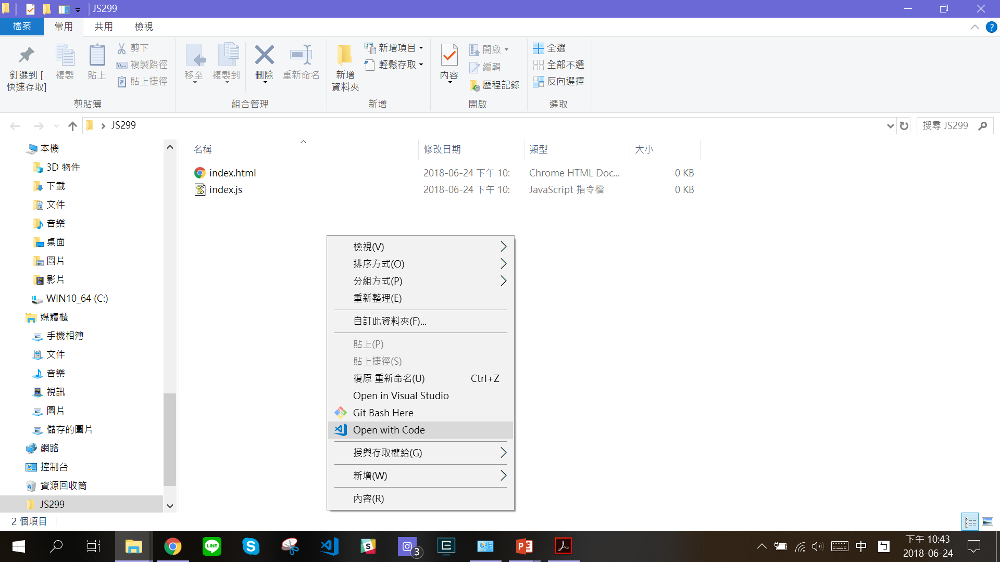 JS299
檔案 常用 共用 檢視
釘選到 [
快速存取]
複製
貼上
剪下
複製路徑
貼上捷徑
剪貼簿
移至
複製到
刪除
重新命名
組合管理
新增
資料夾
新增項目
輕鬆存取
新增
內容
開啟
編輯
歷程記錄
開啟
全選
全部不選
反向選擇
選取
JS299
搜尋 JS299
本機
3D 物件
下載
文件
音樂
桌面
圖片
影片
WIN10_64 (C:)
媒體櫃
手機相簿
文件
音樂
視訊
圖片
儲存的圖片
網路
控制台
資源回收筒
JS299
名稱 修改日期 類型 大小
index.html 2018-06-24 下午 10: Chrome HTML Doc... 0 KB
index.js 2018-06-24 下午 10: JavaScript 指令檔 0 KB
檢視(V)
排序方式(O)
分組方式(P)
重新整理(E)
自訂此資料夾(F)...
貼上(P)
貼上捷徑(S)
復原 重新命名(U) Ctrl+Z
Open in Visual Studio
Git Bash Here
Open with Code
授與存取權給(G)
新增(W)
內容(R)
2 個項目
LINE
3
中
ㄅ
下午 10:43
2018-06-24